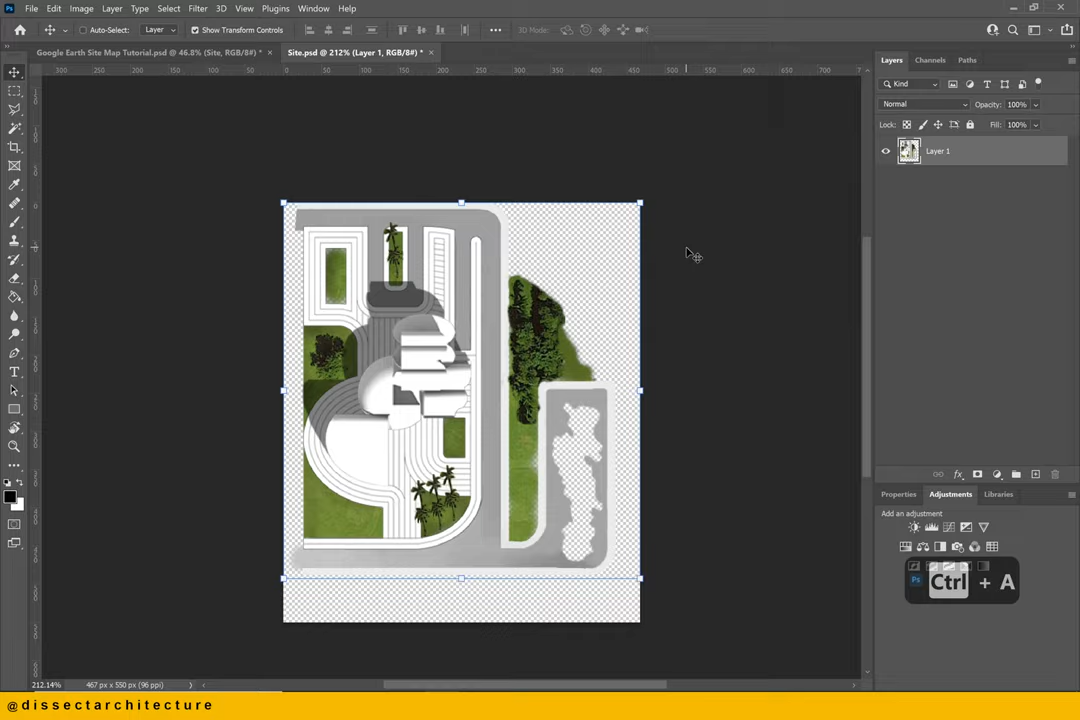 Ps File Edit Image Layer Type Select Filter 3D View Plugins Window Help
Auto-Select: Layer Show Transform Controls 3D Mode:
Google Earth Site Map Tutorial.psd @ 46.8% (Site, RGB/8#) * × Site.psd @ 212% (Layer 1, RGB/8#) * ×
300 250 200 150 100 50 0 50 100 150 200 250 300 350 400 450 500 550 600 650 700
Layers Channels Paths
Kind
Normal Opacity: 100%
Lock: Fill: 100%
Layer 1
Properties Adjustments Libraries
Add an adjustment
Ps Ctrl + A
212.14% 467 px x 550 px (96 ppi)
@dissectarchitecture